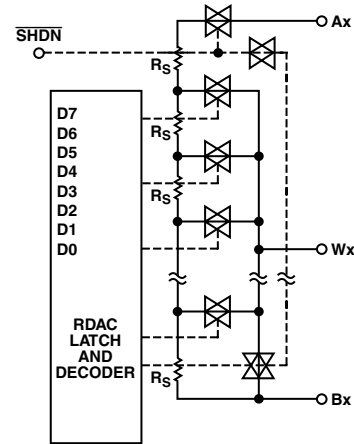 SHDN
Ax
RS
RS
D7
D6
D5
D4
D3
D2
D1
D0
RS
Wx
RDAC
LATCH
AND
DECODER
RS
Bx